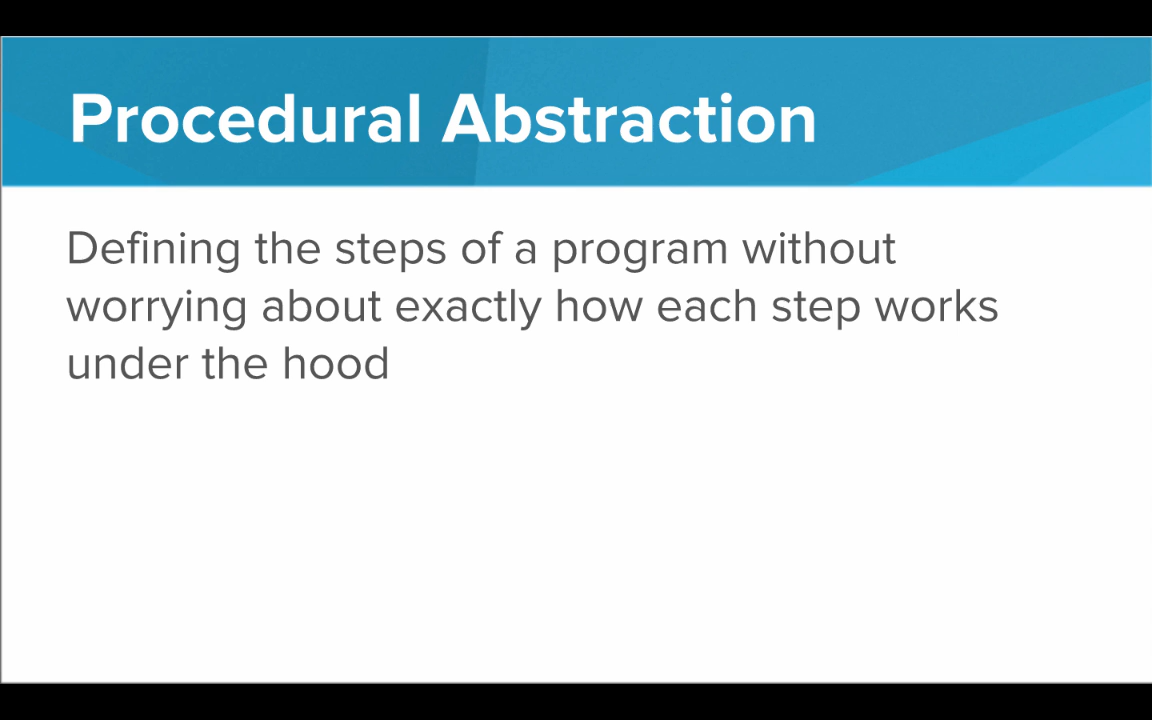 Procedural Abstraction
Defining the steps of a program without
worrying about exactly how each step works
under the hood